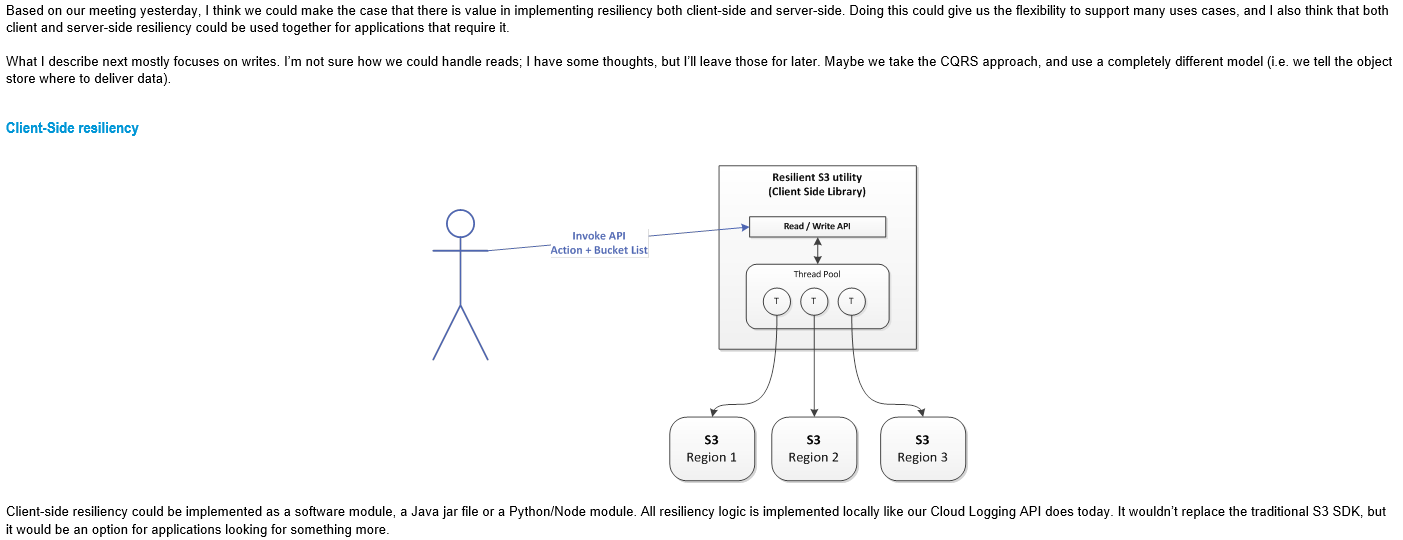 Based on our meeting yesterday, I think we could make the case that there is value in implementing resiliency both client-side and server-side. Doing this could give us the flexibility to support many uses cases, and I also think that both
client and server-side resiliency could be used together for applications that require it.
What I describe next mostly focuses on writes. I'm not sure how we could handle reads; I have some thoughts, but I'll leave those for later. Maybe we take the CQRS approach, and use a completely different model (i.e. we tell the object
store where to deliver data).
Client-Side resiliency
Resilient S3 utility
(Client Side Library)
Read / Write API
Invoke API
Action + Bucket List
Thread Pool
T T T
S3 S3 S3
Region 1 Region 2 Region 3
Client-side resiliency could be implemented as a software module, a Java jar file or a Python/Node module. All resiliency logic is implemented locally like our Cloud Logging API does today. It wouldn't replace the traditional S3 SDK, but
it would be an option for applications looking for something more.